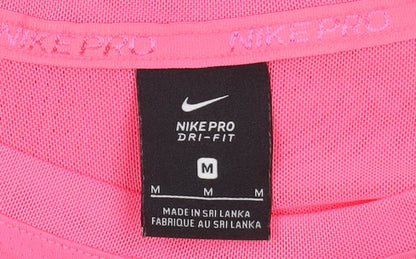 NIKE PRO NIKE PRO
NIKE PRO
DRI-FIT
M
M M M
MADE IN SRI LANKA
FABRIQUE AU SRI LANKA